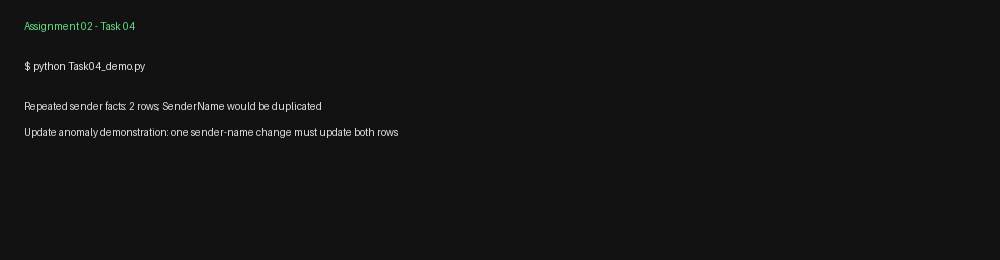 Assignment 02 - Task 04
$ python Task04_demo.py
Repeated sender facts: 2 rows; SenderName would be duplicated
Update anomaly demonstration: one sender-name change must update both rows